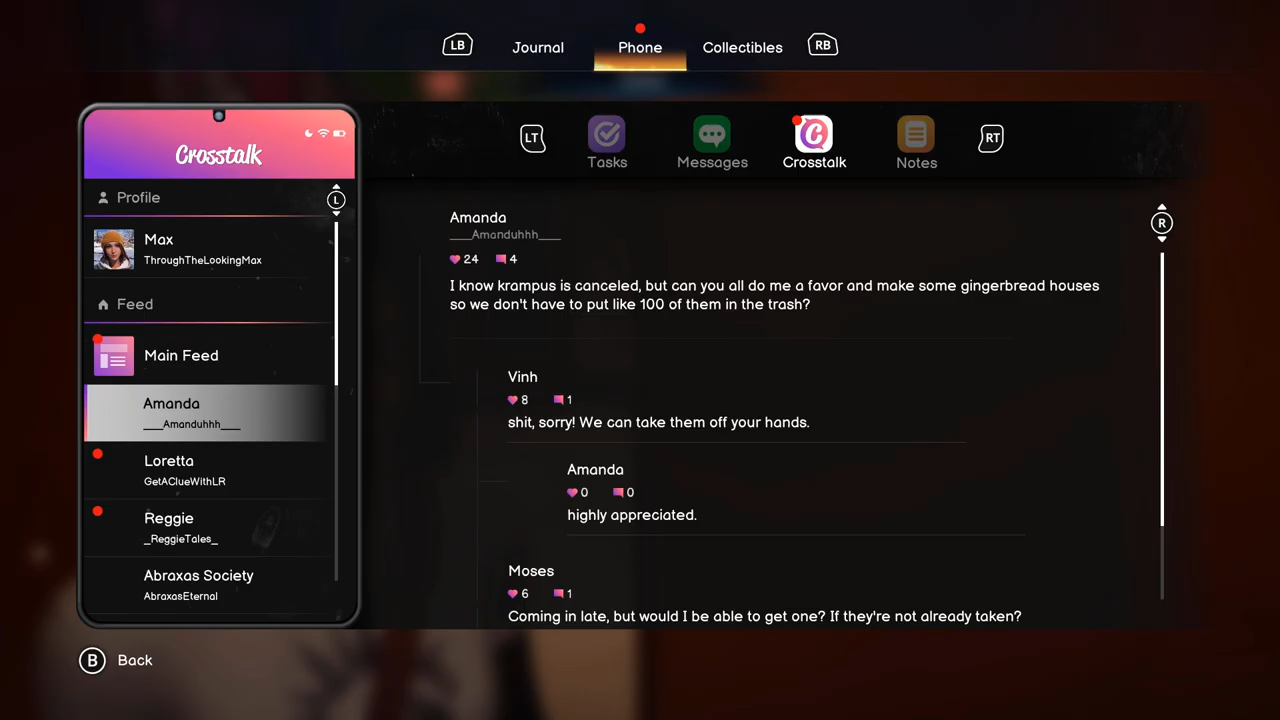 LB Journal Phone Collectibles RB
Crosstalk
Profile
L
Max
ThroughTheLookingMax
Feed
Main Feed
Amanda
___Amanduhhh___
Loretta
GetAClueWithLR
Reggie
_ReggieTales_
Abraxas Society
AbraxasEternal
LT Tasks Messages Crosstalk Notes RT
R
Amanda
___Amanduhhh___
24 4
I know krampus is canceled, but can you all do me a favor and make some gingerbread houses
so we don't have to put like 100 of them in the trash?
Vinh
8 1
shit, sorry! We can take them off your hands.
Amanda
0 0
highly appreciated.
Moses
6 1
Coming in late, but would I be able to get one? If they're not already taken?
B Back